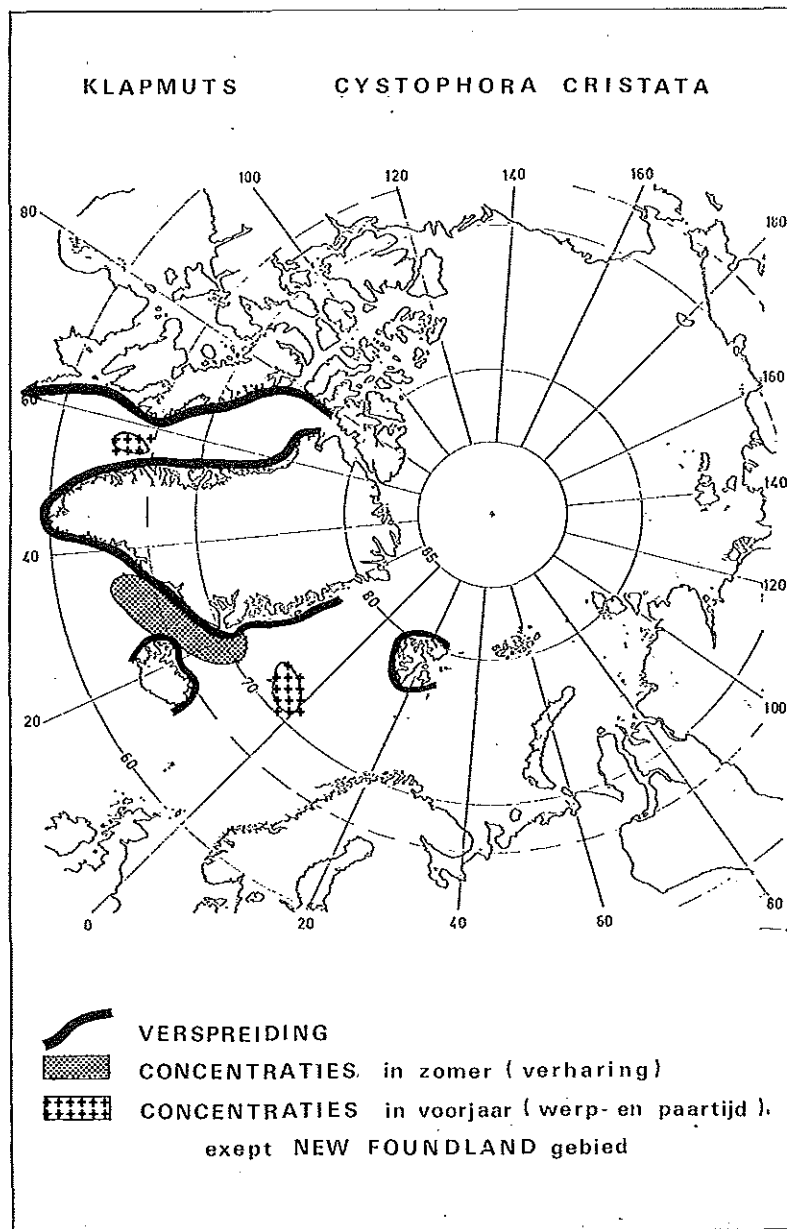 KLAPMUTS CYSTOPHORA CRISTATA
100 120 140 160
80 180
160
60
140
40
85
120
80
70
100
20
60
0 20 40 60 80
VERSPREIDING
CONCENTRATIES. in zomer ( verharing)
CONCENTRATIES in voorjaar ( werp- en paartijd ).
exept NEW FOUNDLAND gebied